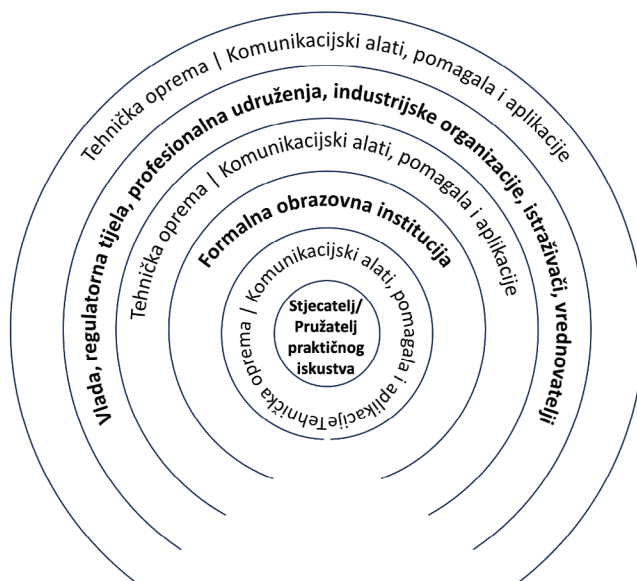 Tehnička oprema | Komunikacijski alati, pomagala i aplikacije
Vlada, regulatorna tijela, profesionalna udruženja, industrijske organizacije, istraživači, vrednovatelji
Tehnička oprema | Komunikacijski alati, pomagala i aplikacije
Formalna obrazovna institucija
Tehnička oprema | Komunikacijski alati, pomagala i aplikacije
Stjecatelj/
Pružatelj
praktičnog
iskustva